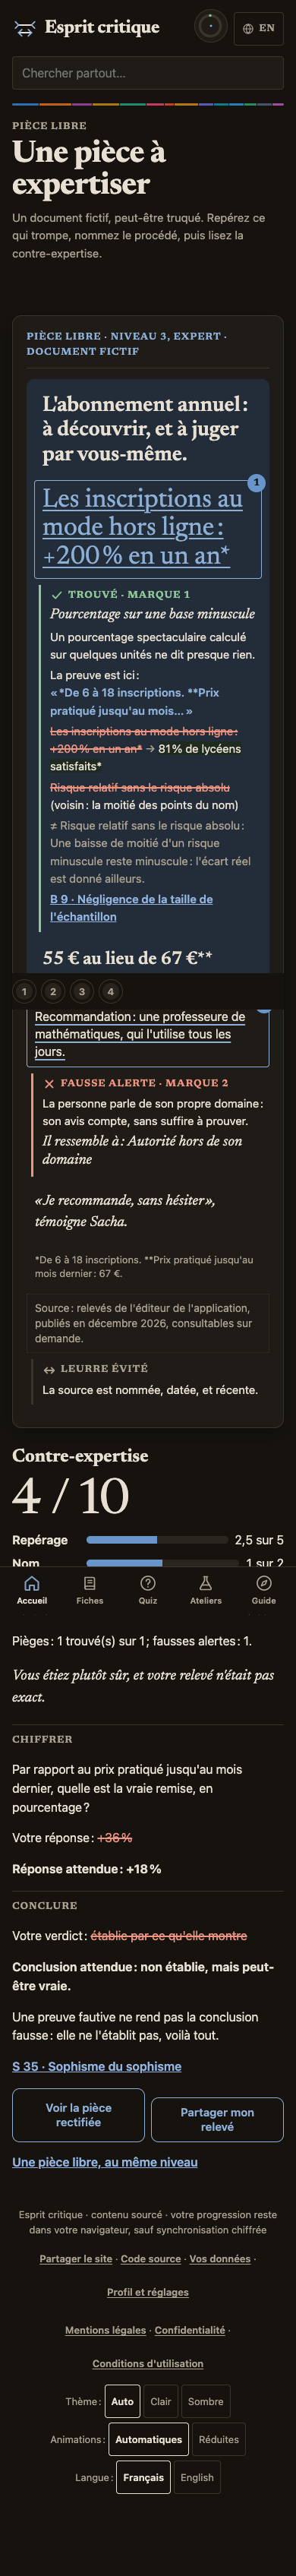 Esprit critique
EN
Chercher partout...
PIÈCE LIBRE
Une pièce à
expertiser
Un document fictif, peut-être truqué. Repérez ce
qui trompe, nommez le procédé, puis lisez la
contre-expertise.
PIÈCE LIBRE · NIVEAU 3, EXPERT ·
DOCUMENT FICTIF
L'abonnement annuel :
à découvrir, et à juger
par vous-même.
1
Les inscriptions au
mode hors ligne :
+200 % en un an*
TROUVÉ · MARQUE 1
Pourcentage sur une base minuscule
Un pourcentage spectaculaire calculé
sur quelques unités ne dit presque rien.
La preuve est ici :
« *De 6 à 18 inscriptions. **Prix
pratiqué jusqu'au mois... »
Les inscriptions au mode hors ligne :
+200 % en un an* → 81 % de lycéens
satisfaits*
Risque relatif sans le risque absolu
(voisin : la moitié des points du nom)
≠ Risque relatif sans le risque absolu :
Une baisse de moitié d'un risque
minuscule reste minuscule : l'écart réel
est donné ailleurs.
B 9 · Négligence de la taille de
l'échantillon
55 € au lieu de 67 €**
1 2 3 4
Recommandation : une professeure de
mathématiques, qui l'utilise tous les
jours.
FAUSSE ALERTE · MARQUE 2
La personne parle de son propre domaine :
son avis compte, sans suffire à prouver.
Il ressemble à : Autorité hors de son
domaine
« Je recommande, sans hésiter »,
témoigne Sacha.
*De 6 à 18 inscriptions. **Prix pratiqué jusqu'au
mois dernier : 67 €.
Source : relevés de l'éditeur de l'application,
publiés en décembre 2026, consultables sur
demande.
LEURRE ÉVITÉ
La source est nommée, datée, et récente.
Contre-expertise
4 / 10
Repérage 2,5 sur 5
Nom 1 sur 2
Accueil Fiches Quiz Ateliers Guide
Pièges : 1 trouvé(s) sur 1 ; fausses alertes : 1.
Vous étiez plutôt sûr, et votre relevé n'était pas
exact.
CHIFFRER
Par rapport au prix pratiqué jusqu'au mois
dernier, quelle est la vraie remise, en
pourcentage ?
Votre réponse : +36 %
Réponse attendue : +18 %
CONCLURE
Votre verdict : établie par ce qu'elle montre
Conclusion attendue : non établie, mais peut-
être vraie.
Une preuve fautive ne rend pas la conclusion
fausse : elle ne l'établit pas, voilà tout.
S 35 · Sophisme du sophisme
Voir la pièce
rectifiée
Partager mon
relevé
Une pièce libre, au même niveau
Esprit critique · contenu sourcé · votre progression reste
dans votre navigateur, sauf synchronisation chiffrée
Partager le site · Code source · Vos données ·
Profil et réglages
Mentions légales · Confidentialité ·
Conditions d'utilisation
Thème : Auto Clair Sombre
Animations : Automatiques Réduites
Langue : Français English